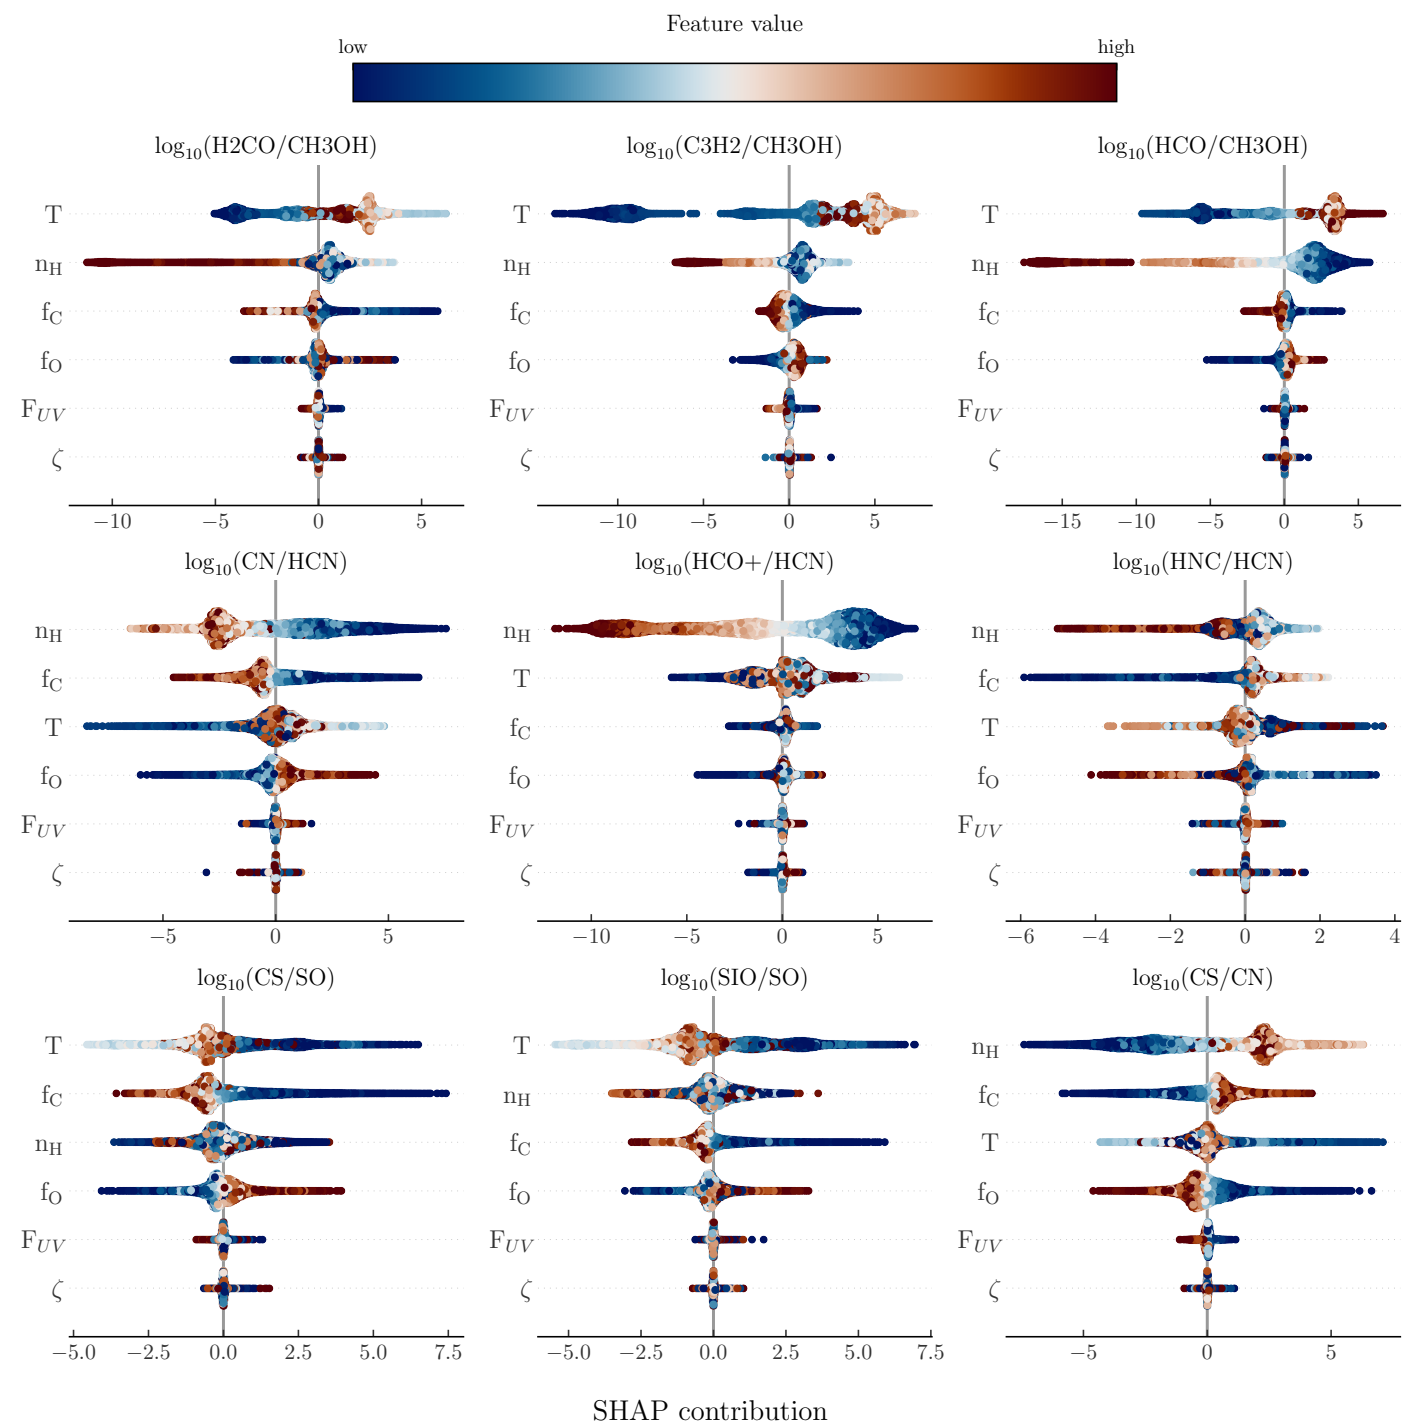 Feature value
low high
log10(H2CO/CH3OH) log10(C3H2/CH3OH) log10(HCO/CH3OH)
T T T
nH nH nH
fC fC fC
fO fO fO
FUV FUV FUV
ζ ζ ζ
−10 −5 0 5 −10 −5 0 5 −15 −10 −5 0 5
log10(CN/HCN) log10(HCO+/HCN) log10(HNC/HCN)
nH nH nH
fC T fC
T fC T
fO fO fO
FUV FUV FUV
ζ ζ ζ
−5 0 5 −10 −5 0 5 −6 −4 −2 0 2 4
log10(CS/SO) log10(SIO/SO) log10(CS/CN)
T T nH
fC nH fC
nH fC T
fO fO fO
FUV FUV FUV
ζ ζ ζ
−5.0 −2.5 0.0 2.5 5.0 7.5 −5.0 −2.5 0.0 2.5 5.0 7.5 −5 0 5
SHAP contribution